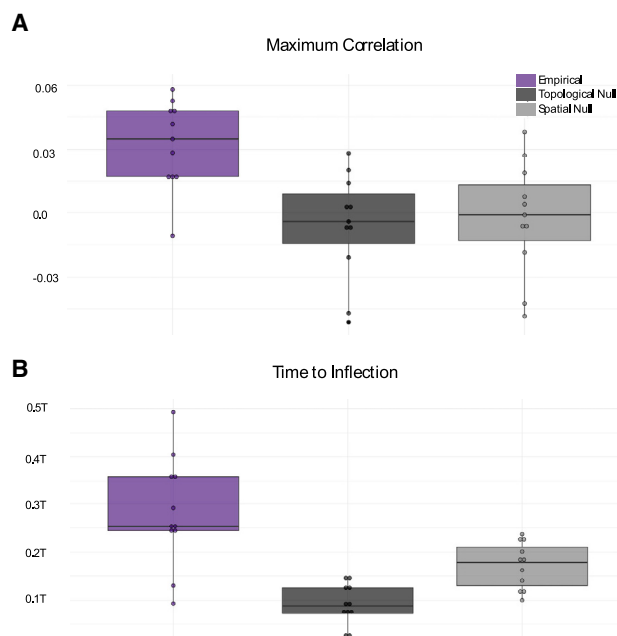 A
Maximum Correlation
Empirical
Topological Null
Spatial Null
0.06
0.03
0.0
-0.03
B
Time to Inflection
0.5T
0.4T
0.3T
0.2T
0.1T